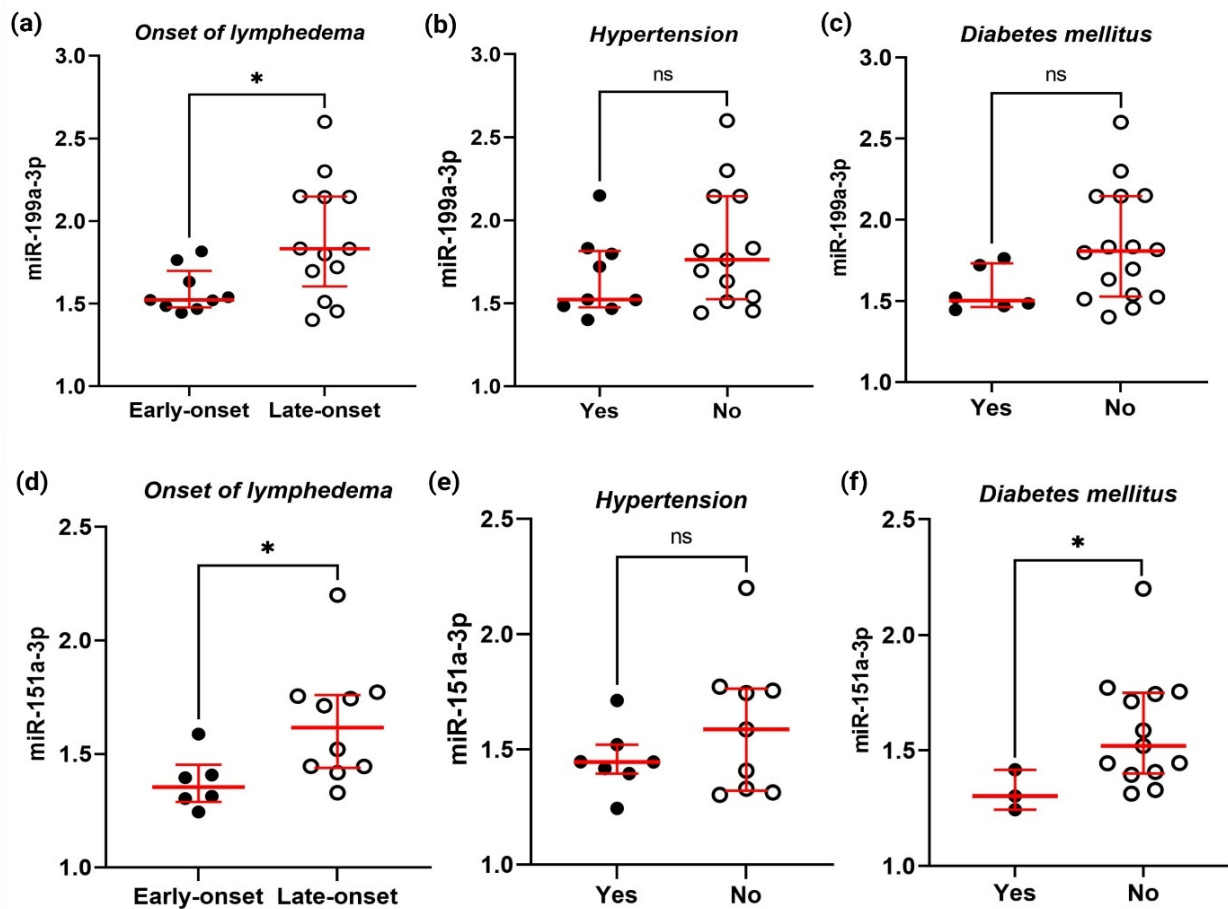 (a)
Onset of lymphedema
miR-199a-3p
3.0
2.5
2.0
1.5
1.0
*
Early-onset Late-onset
(b)
Hypertension
miR-199a-3p
3.0
2.5
2.0
1.5
1.0
ns
Yes No
(c)
Diabetes mellitus
miR-199a-3p
3.0
2.5
2.0
1.5
1.0
ns
Yes No
(d)
Onset of lymphedema
miR-151a-3p
2.5
2.0
1.5
1.0
*
Early-onset Late-onset
(e)
Hypertension
miR-151a-3p
2.5
2.0
1.5
1.0
ns
Yes No
(f)
Diabetes mellitus
miR-151a-3p
2.5
2.0
1.5
1.0
*
Yes No